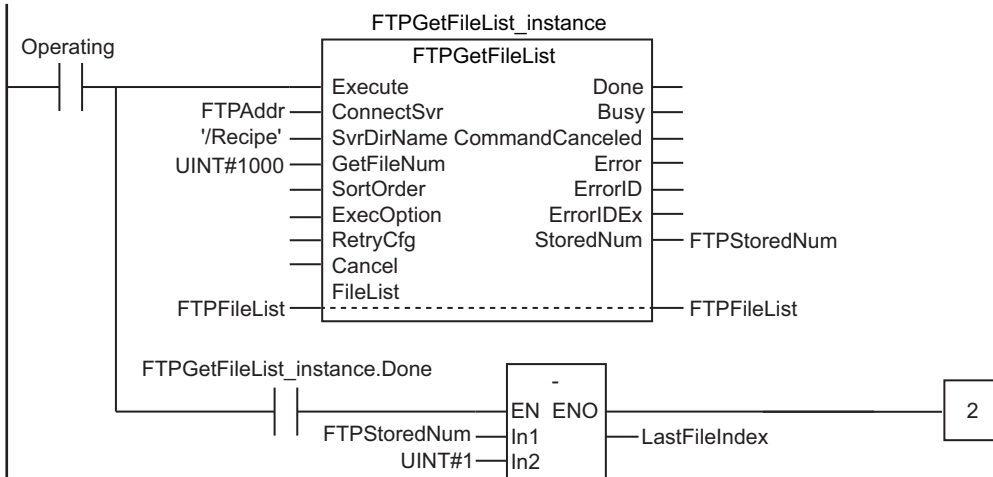 FTPGetFileList_instance
Operating
FTPGetFileList
Execute Done
FTPAddr ConnectSvr Busy
'/Recipe' SvrDirName CommandCanceled
UINT#1000 GetFileNum Error
SortOrder ErrorID
ExecOption ErrorIDEx
RetryCfg StoredNum FTPStoredNum
Cancel
FileList
FTPFileList FTPFileList
FTPGetFileList_instance.Done
-
EN ENO 2
FTPStoredNum In1 LastFileIndex
UINT#1 In2